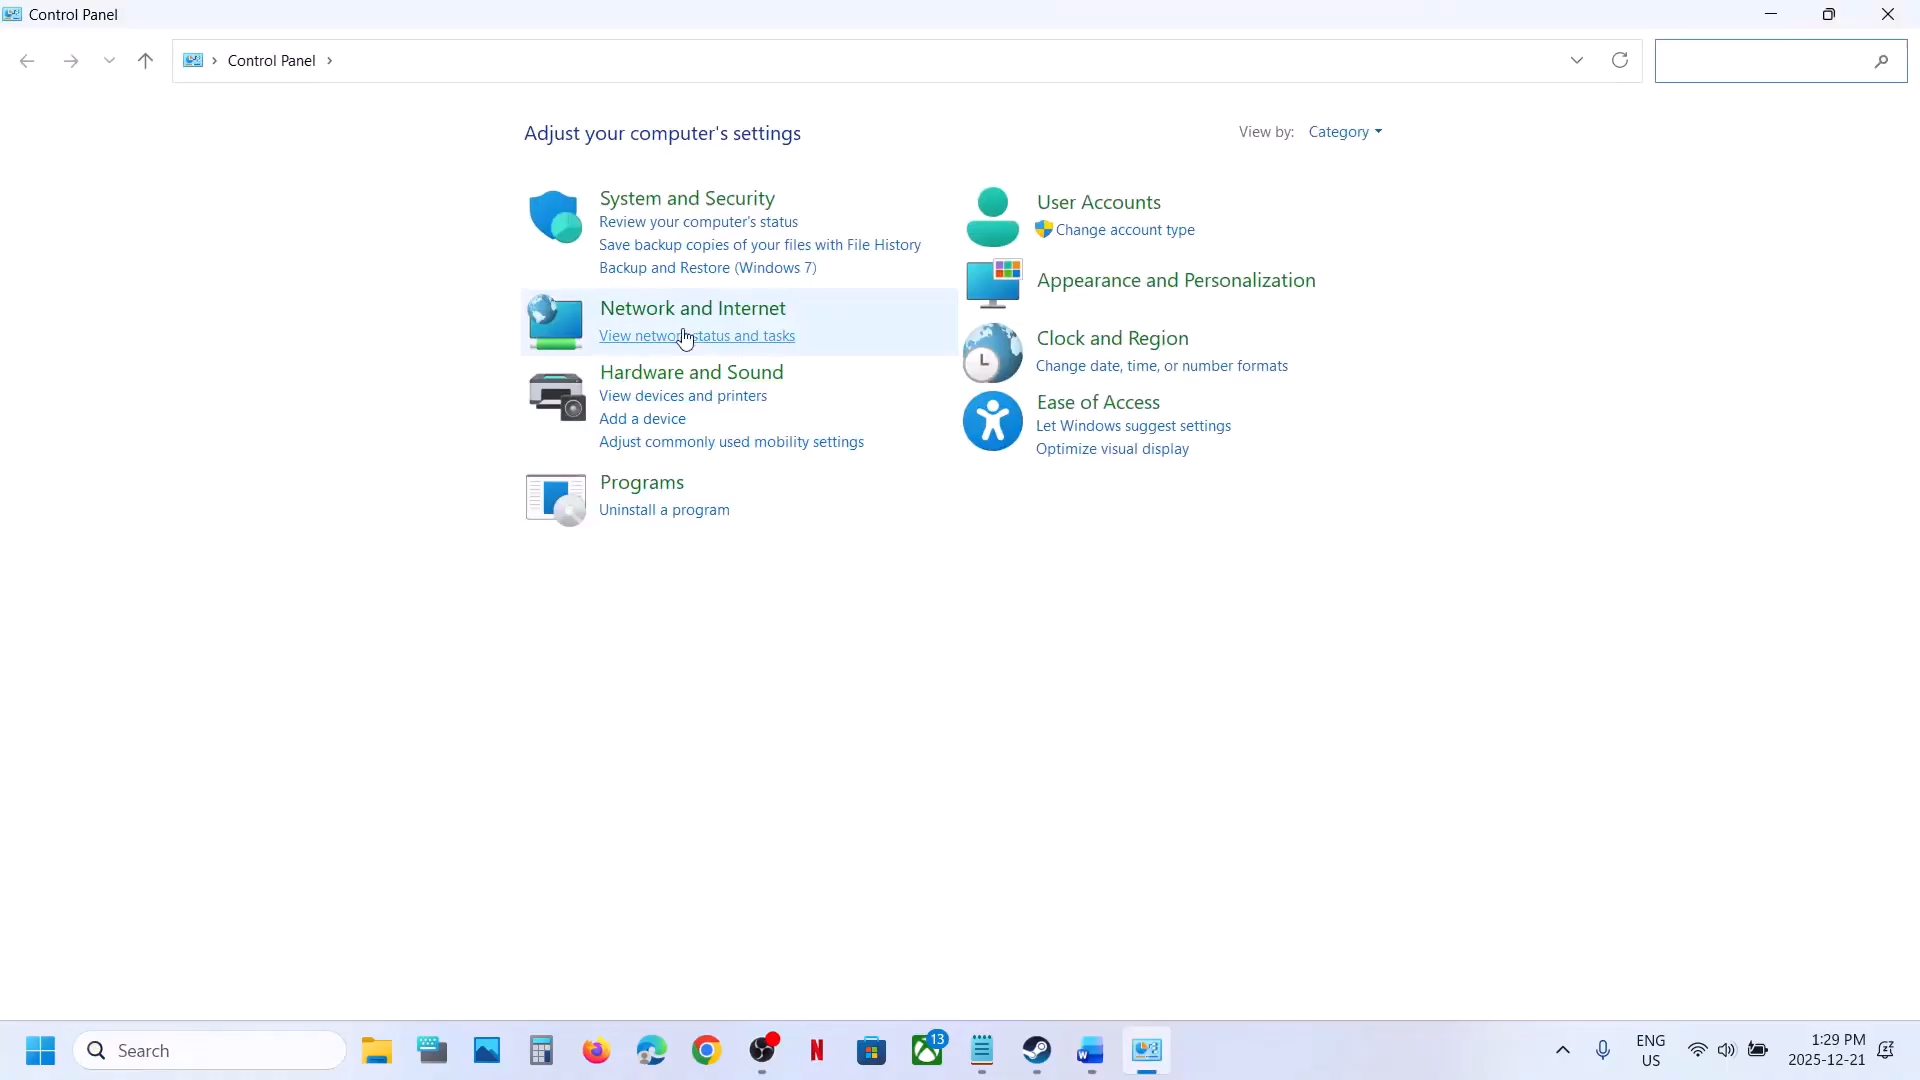 Control Panel
Control Panel
Adjust your computer's settings
View by: Category
System and Security
Review your computer's status
Save backup copies of your files with File History
Backup and Restore (Windows 7)
Network and Internet
View network status and tasks
Hardware and Sound
View devices and printers
Add a device
Adjust commonly used mobility settings
Programs
Uninstall a program
User Accounts
Change account type
Appearance and Personalization
Clock and Region
Change date, time, or number formats
Ease of Access
Let Windows suggest settings
Optimize visual display
Search
N
13
W
ENG
US
1:29 PM
2025-12-21